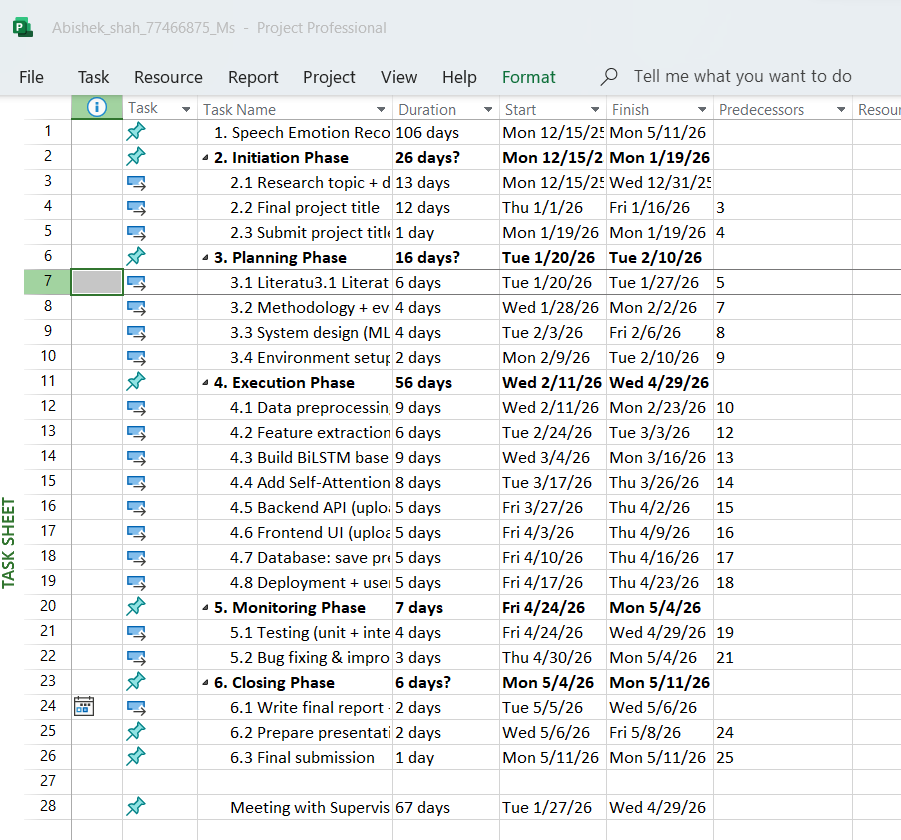 Abishek_shah_77466875_Ms - Project Professional
File Task Resource Report Project View Help Format Tell me what you want to do
Task Task Name Duration Start Finish Predecessors Resour
1 1. Speech Emotion Reco 106 days Mon 12/15/25 Mon 5/11/26
2 2. Initiation Phase 26 days? Mon 12/15/2 Mon 1/19/26
3 2.1 Research topic + d 13 days Mon 12/15/25 Wed 12/31/25
4 2.2 Final project title 12 days Thu 1/1/26 Fri 1/16/26 3
5 2.3 Submit project title 1 day Mon 1/19/26 Mon 1/19/26 4
6 3. Planning Phase 16 days? Tue 1/20/26 Tue 2/10/26
7 3.1 Literatu3.1 Literat 6 days Tue 1/20/26 Tue 1/27/26 5
8 3.2 Methodology + ev 4 days Wed 1/28/26 Mon 2/2/26 7
9 3.3 System design (ML 4 days Tue 2/3/26 Fri 2/6/26 8
10 3.4 Environment setup 2 days Mon 2/9/26 Tue 2/10/26 9
11 4. Execution Phase 56 days Wed 2/11/26 Wed 4/29/26
12 4.1 Data preprocessin 9 days Wed 2/11/26 Mon 2/23/26 10
13 4.2 Feature extraction 6 days Tue 2/24/26 Tue 3/3/26 12
14 4.3 Build BiLSTM base 9 days Wed 3/4/26 Mon 3/16/26 13
15 4.4 Add Self-Attention 8 days Tue 3/17/26 Thu 3/26/26 14
16 4.5 Backend API (uplo 5 days Fri 3/27/26 Thu 4/2/26 15
17 4.6 Frontend UI (uploa 5 days Fri 4/3/26 Thu 4/9/26 16
18 4.7 Database: save pre 5 days Fri 4/10/26 Thu 4/16/26 17
19 4.8 Deployment + user 5 days Fri 4/17/26 Thu 4/23/26 18
20 5. Monitoring Phase 7 days Fri 4/24/26 Mon 5/4/26
21 5.1 Testing (unit + inte 4 days Fri 4/24/26 Wed 4/29/26 19
22 5.2 Bug fixing & impro 3 days Thu 4/30/26 Mon 5/4/26 21
23 6. Closing Phase 6 days? Mon 5/4/26 Mon 5/11/26
24 6.1 Write final report 2 days Tue 5/5/26 Wed 5/6/26
25 6.2 Prepare presentati 2 days Wed 5/6/26 Fri 5/8/26 24
26 6.3 Final submission 1 day Mon 5/11/26 Mon 5/11/26 25
27
28 Meeting with Supervis 67 days Tue 1/27/26 Wed 4/29/26
TASK SHEET